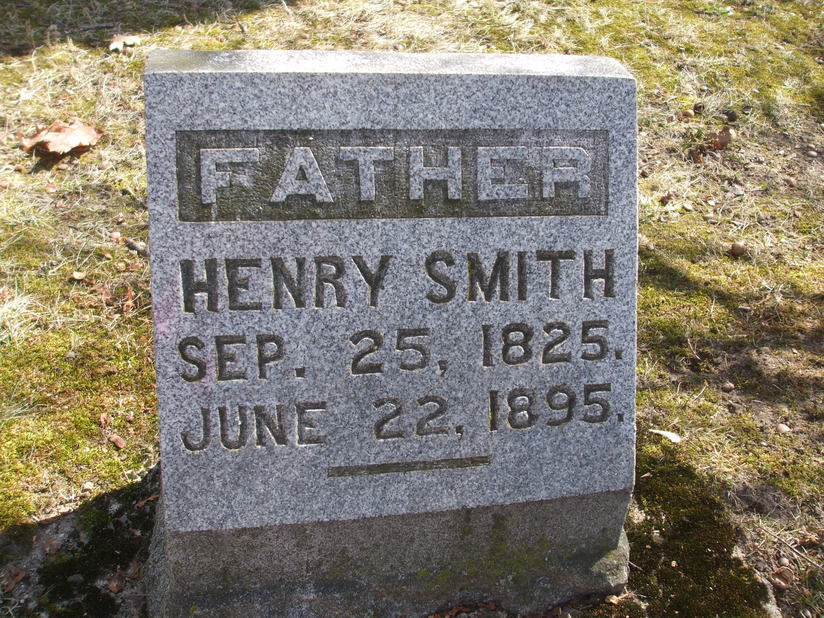 FATHER
HENRY SMITH
SEP. 25, 1825.
JUNE 22, 1895.